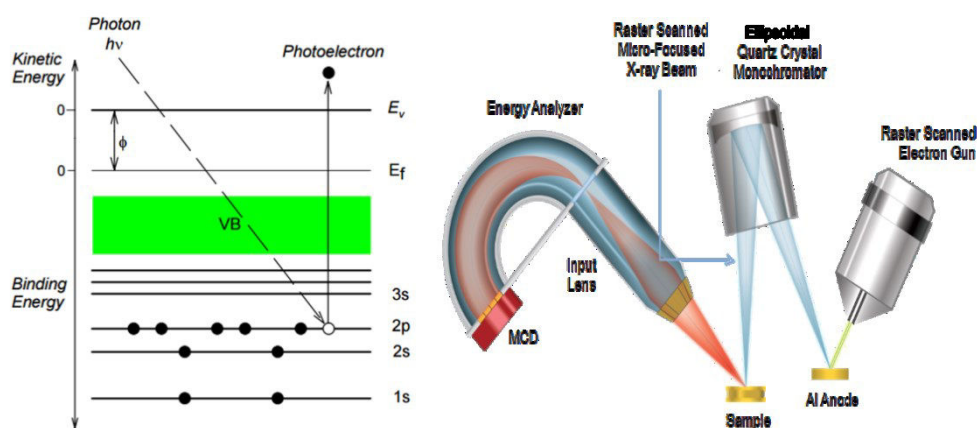 Photon
hν
Photoelectron
Kinetic
Energy
0
Eᵥ
ϕ
0
E_f
VB
Binding
Energy
3s
2p
2s
1s
Raster Scanned
Micro-Focused
X-ray Beam
Ellipsoidal
Quartz Crystal
Monochromator
Energy Analyzer
Raster Scanned
Electron Gun
Input
Lens
MCD
Sample
Al Anode